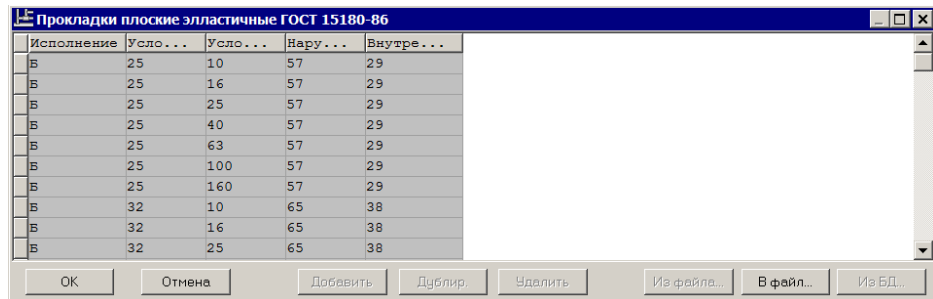 Прокладки плоские элластичные ГОСТ 15180-86
Исполнение Усло... Усло... Нару... Внутре...
Б 25 10 57 29
Б 25 16 57 29
Б 25 25 57 29
Б 25 40 57 29
Б 25 63 57 29
Б 25 100 57 29
Б 25 160 57 29
Б 32 10 65 38
Б 32 16 65 38
Б 32 25 65 38
ОК Отмена Добавить Дублир. Удалить Из файла... В файл... Из БД...